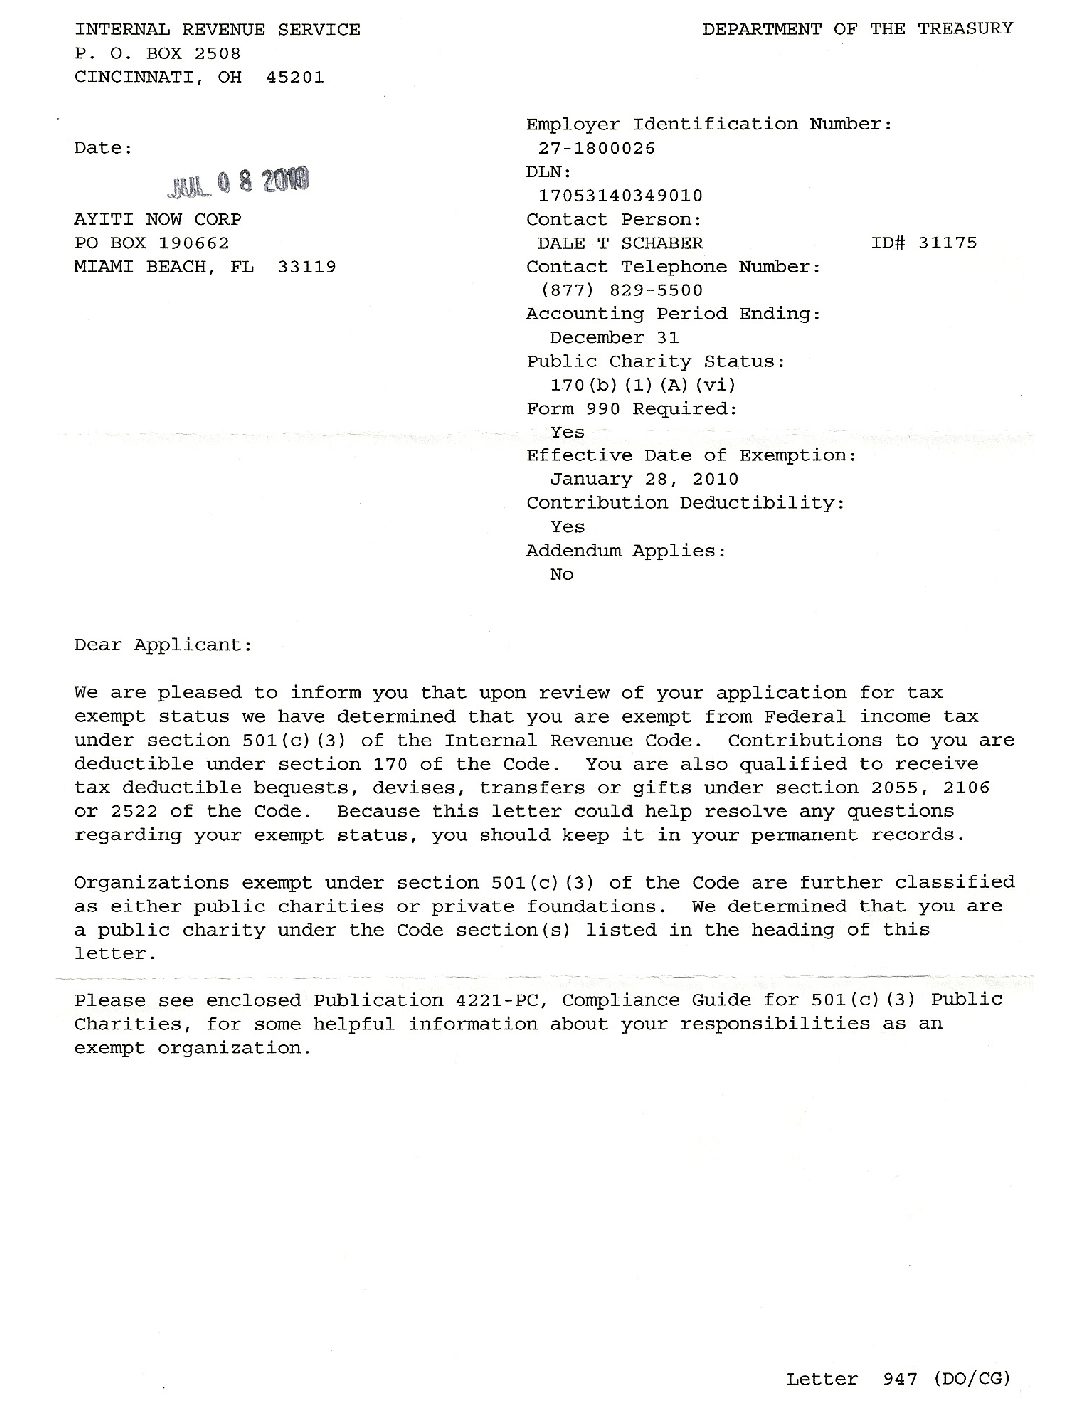 INTERNAL REVENUE SERVICE
P. O. BOX 2508
CINCINNATI, OH 45201
DEPARTMENT OF THE TREASURY
Date:
JUL 08 2010
AYITI NOW CORP
PO BOX 190662
MIAMI BEACH, FL 33119
Employer Identification Number:
27-1800026
DLN:
17053140349010
Contact Person:
DALE T SCHABER ID# 31175
Contact Telephone Number:
(877) 829-5500
Accounting Period Ending:
December 31
Public Charity Status:
170(b)(1)(A)(vi)
Form 990 Required:
Yes
Effective Date of Exemption:
January 28, 2010
Contribution Deductibility:
Yes
Addendum Applies:
No
Dear Applicant:
We are pleased to inform you that upon review of your application for tax
exempt status we have determined that you are exempt from Federal income tax
under section 501(c)(3) of the Internal Revenue Code. Contributions to you are
deductible under section 170 of the Code. You are also qualified to receive
tax deductible bequests, devises, transfers or gifts under section 2055, 2106
or 2522 of the Code. Because this letter could help resolve any questions
regarding your exempt status, you should keep it in your permanent records.
Organizations exempt under section 501(c)(3) of the Code are further classified
as either public charities or private foundations. We determined that you are
a public charity under the Code section(s) listed in the heading of this
letter.
Please see enclosed Publication 4221-PC, Compliance Guide for 501(c)(3) Public
Charities, for some helpful information about your responsibilities as an
exempt organization.
Letter 947 (DO/CG)